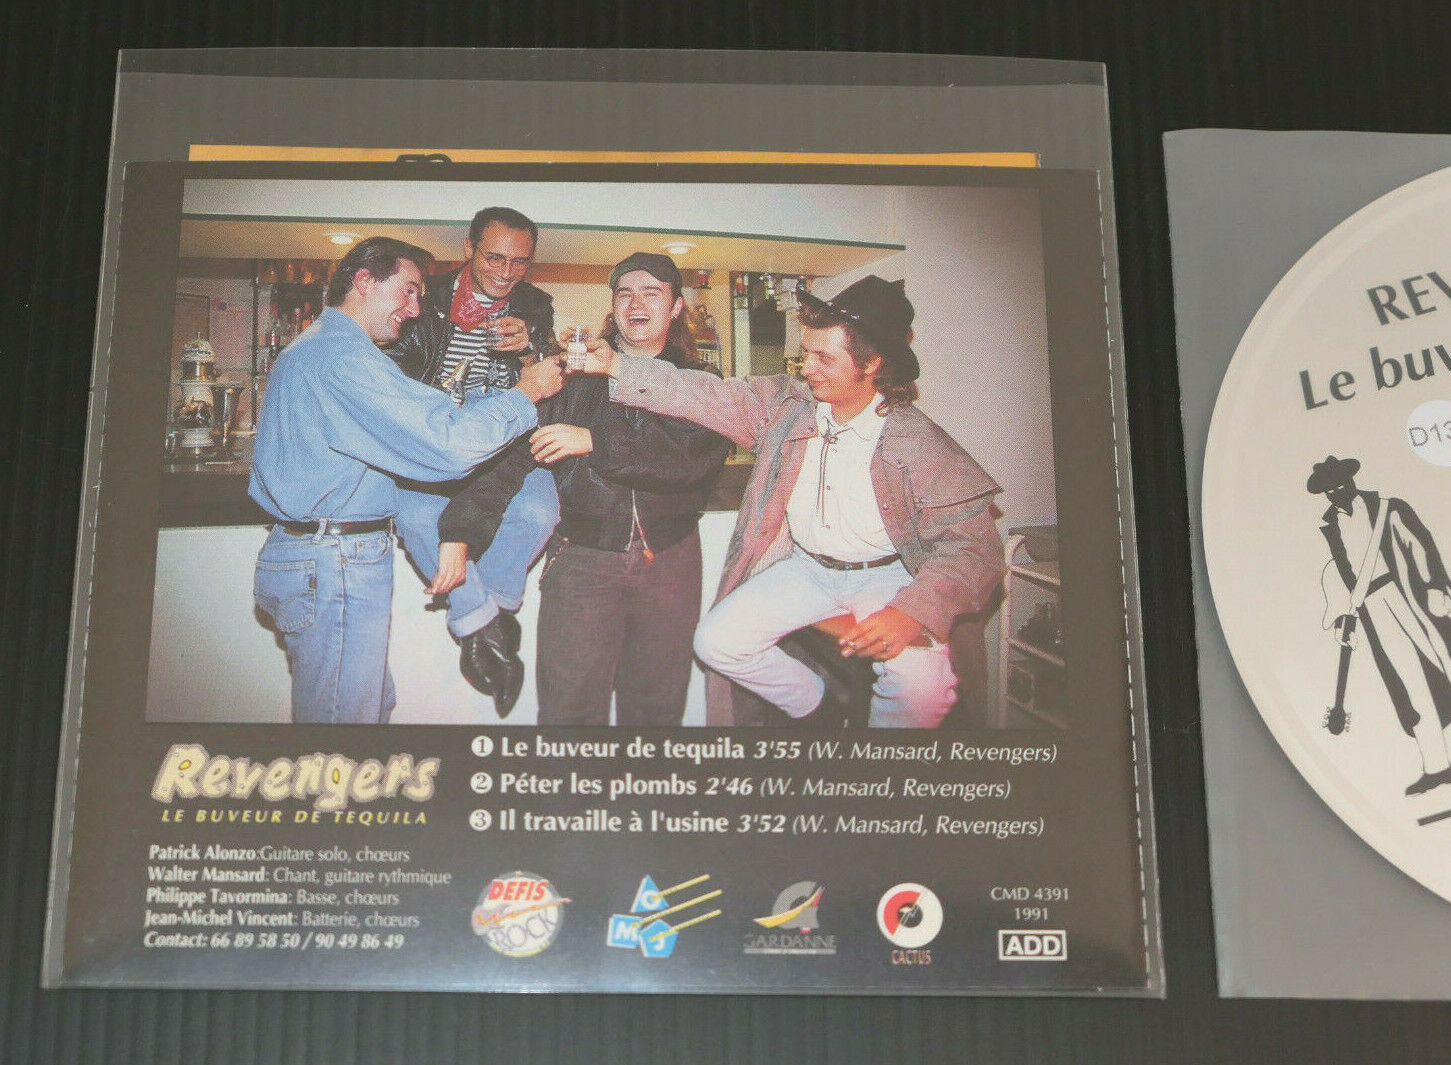 ❶ Le buveur de tequila 3'55 (W. Mansard, Revengers)
❷ Péter les plombs 2'46 (W. Mansard, Revengers)
❸ Il travaille à l'usine 3'52 (W. Mansard, Revengers)
Revengers
LE BUVEUR DE TEQUILA
Patrick Alonzo:Guitare solo, chœurs
Walter Mansard: Chant, guitare rythmique
Philippe Tavormina: Basse, chœurs
Jean-Michel Vincent: Batterie, chœurs
Contact: 66 89 58 50 / 90 49 86 49
DEFIS
ROCK
C
M J
GARDANNE
CACTUS
CMD 4391
1991
ADD
REV
Le buv
D13